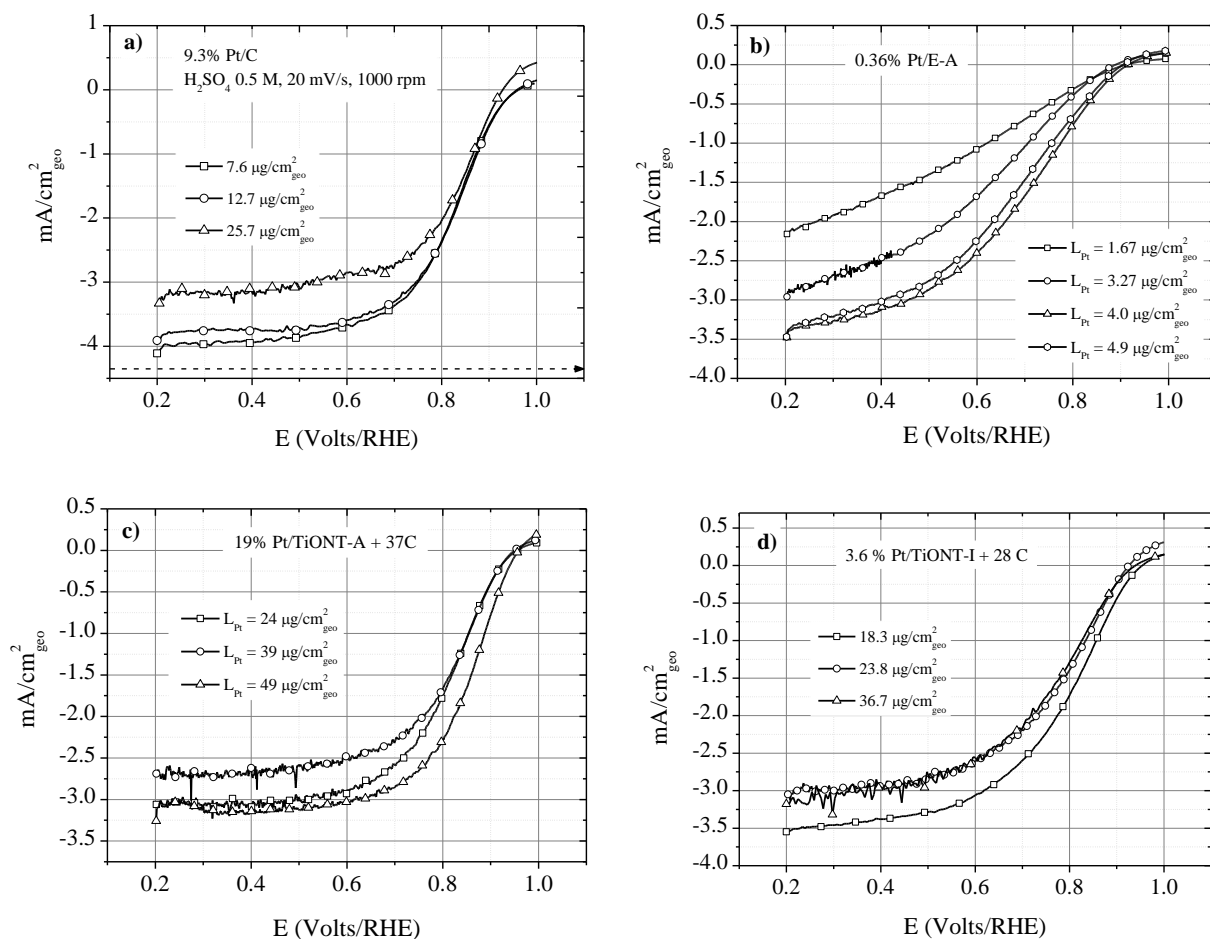 a)
9.3% Pt/C
H₂SO₄ 0.5 M, 20 mV/s, 1000 rpm
7.6 μg/cm²geo
12.7 μg/cm²geo
25.7 μg/cm²geo
1
0
-1
-2
-3
-4
mA/cm²geo
0.2 0.4 0.6 0.8 1.0
E (Volts/RHE)
b)
0.36% Pt/E-A
L_Pt = 1.67 μg/cm²geo
L_Pt = 3.27 μg/cm²geo
L_Pt = 4.0 μg/cm²geo
L_Pt = 4.9 μg/cm²geo
0.5
0.0
-0.5
-1.0
-1.5
-2.0
-2.5
-3.0
-3.5
-4.0
mA/cm²geo
0.2 0.4 0.6 0.8 1.0
E (Volts/RHE)
c)
19% Pt/TiONT-A + 37C
L_Pt = 24 μg/cm²geo
L_Pt = 39 μg/cm²geo
L_Pt = 49 μg/cm²geo
0.5
0.0
-0.5
-1.0
-1.5
-2.0
-2.5
-3.0
-3.5
mA/cm²geo
0.2 0.4 0.6 0.8 1.0
E (Volts/RHE)
d)
3.6 % Pt/TiONT-I + 28 C
18.3 μg/cm²geo
23.8 μg/cm²geo
36.7 μg/cm²geo
0.5
0.0
-0.5
-1.0
-1.5
-2.0
-2.5
-3.0
-3.5
-4.0
mA/cm²geo
0.2 0.4 0.6 0.8 1.0
E (Volts/RHE)